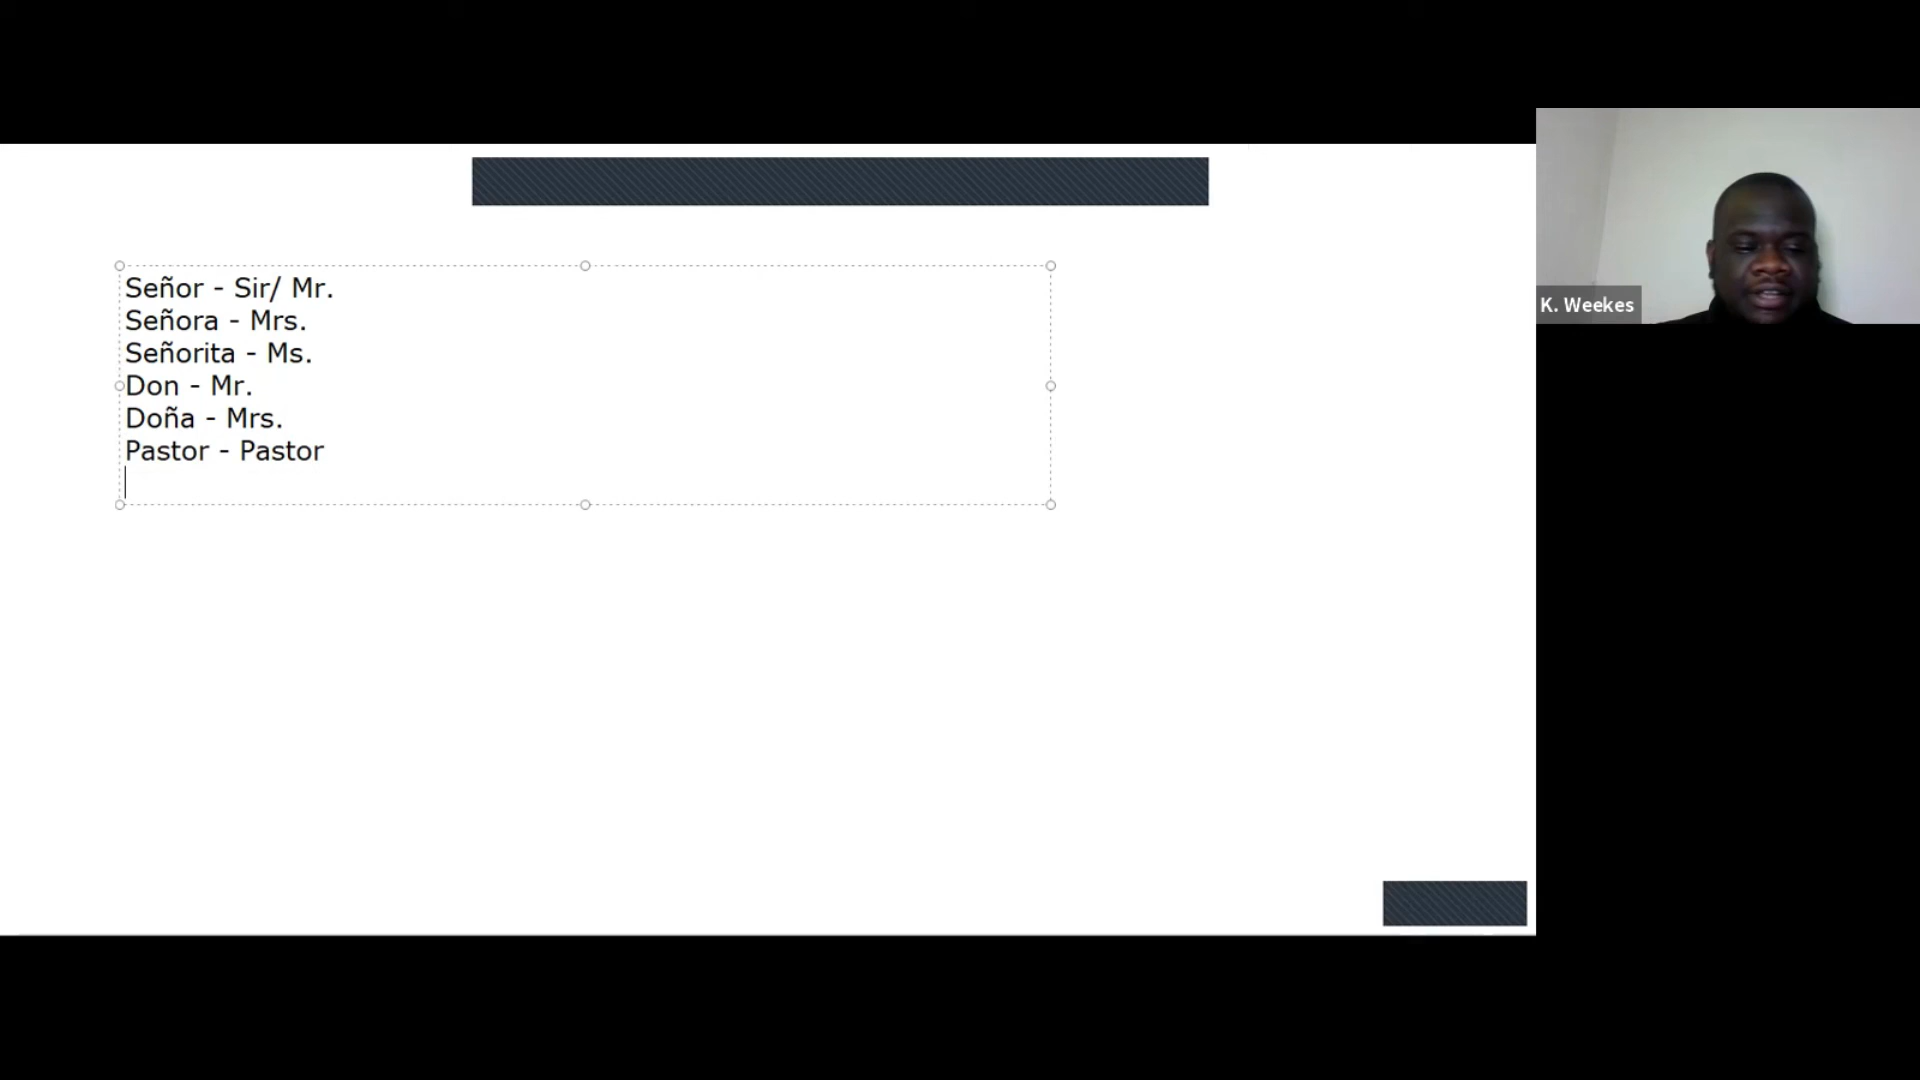 Señor - Sir/ Mr.
Señora - Mrs.
Señorita - Ms.
Don - Mr.
Doña - Mrs.
Pastor - Pastor
K. Weekes